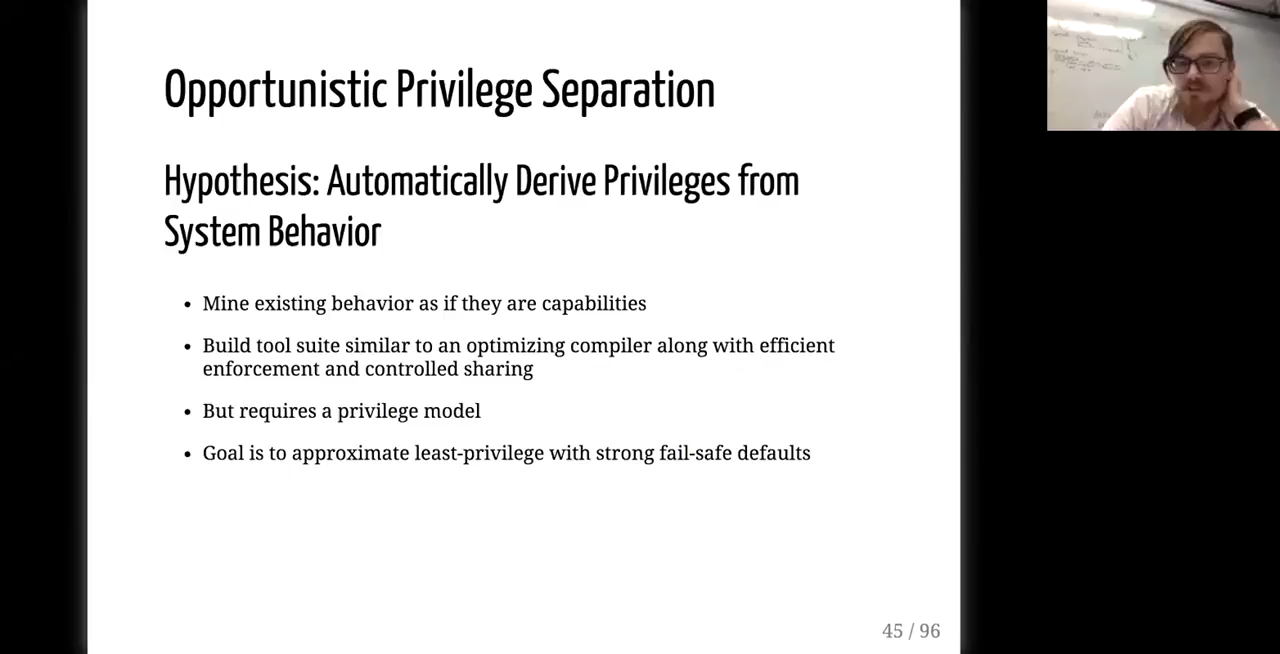 Opportunistic Privilege Separation
Hypothesis: Automatically Derive Privileges from
System Behavior
• Mine existing behavior as if they are capabilities
• Build tool suite similar to an optimizing compiler along with efficient
enforcement and controlled sharing
• But requires a privilege model
• Goal is to approximate least-privilege with strong fail-safe defaults
45 / 96